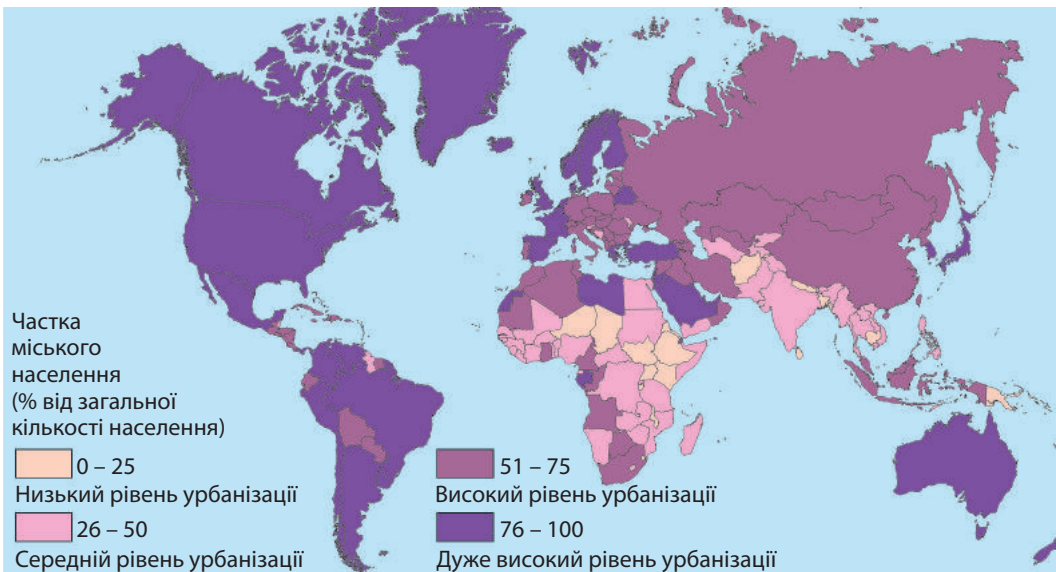 Частка
міського
населення
(% від загальної
кількості населення)
0 – 25
Низький рівень урбанізації
26 – 50
Середній рівень урбанізації
51 – 75
Високий рівень урбанізації
76 – 100
Дуже високий рівень урбанізації